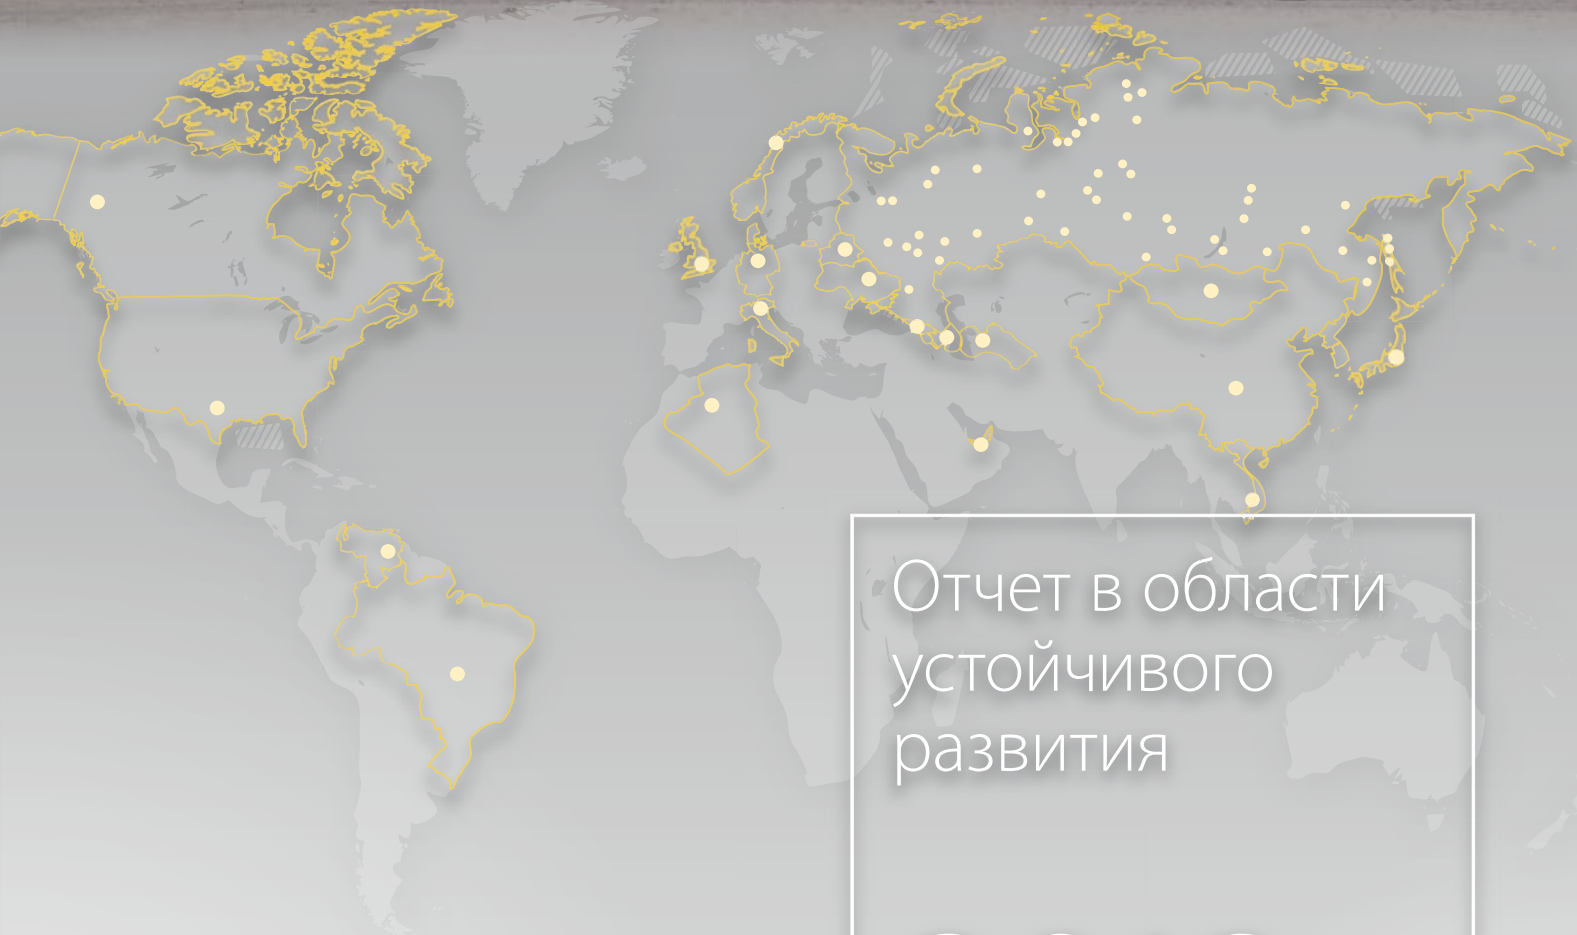 Отчет в области
устойчивого
развития